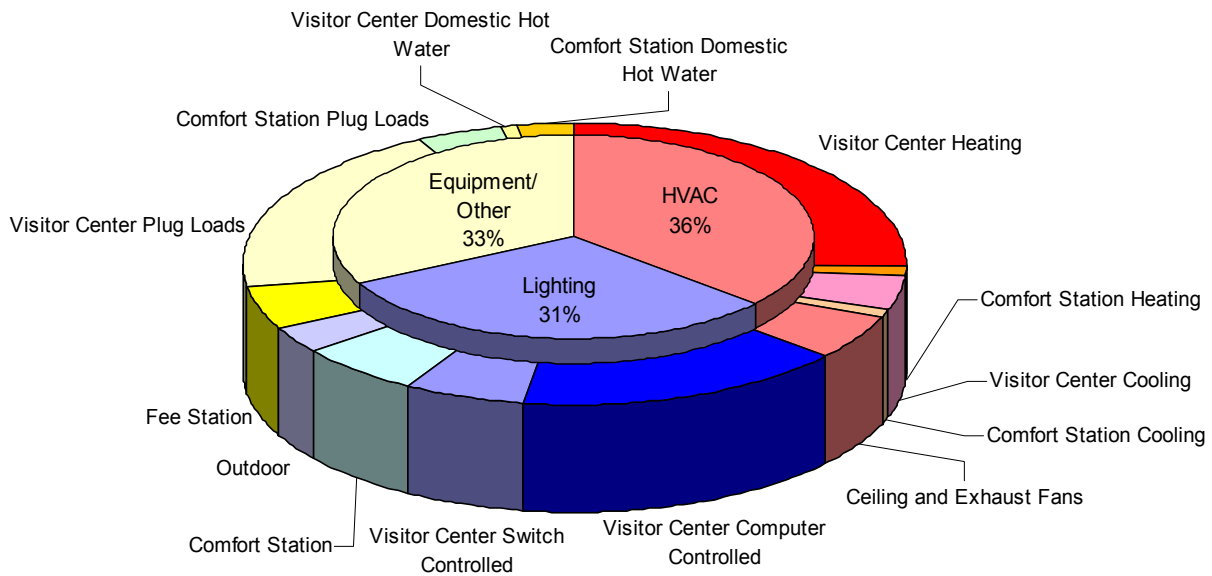 Visitor Center Domestic Hot
Water
Comfort Station Domestic
Hot Water
Comfort Station Plug Loads
Visitor Center Heating
Equipment/
Other
33%
HVAC
36%
Visitor Center Plug Loads
Lighting
31%
Comfort Station Heating
Visitor Center Cooling
Fee Station
Comfort Station Cooling
Outdoor
Ceiling and Exhaust Fans
Comfort Station
Visitor Center Switch
Controlled
Visitor Center Computer
Controlled